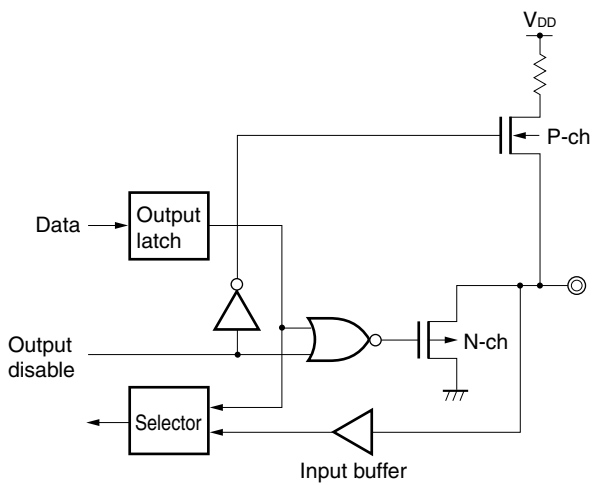 VDD
P-ch
Data
Output
latch
Output
disable
N-ch
Selector
Input buffer